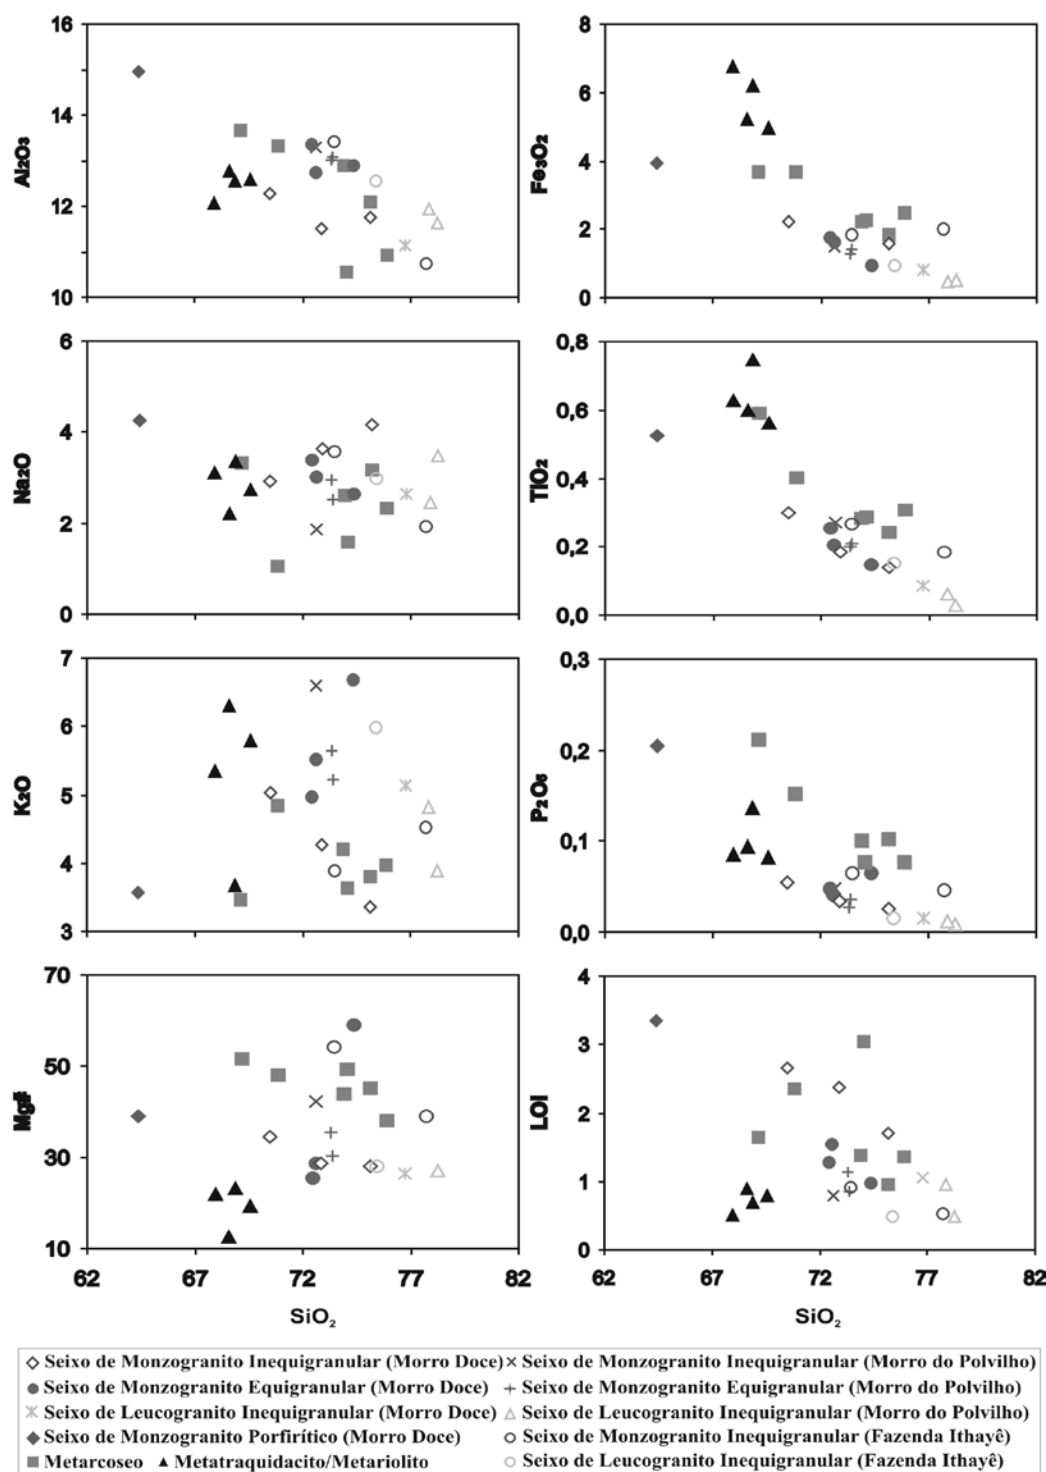 16
14
12
10
Al₂O₃
8
6
4
2
0
Fe₃O₂
6
4
2
0
Na₂O
0,8
0,6
0,4
0,2
0,0
TiO₂
7
6
5
4
3
K₂O
0,3
0,2
0,1
0,0
P₂O₅
70
50
30
10
Mg#
62 67 72 77 82
SiO₂
4
3
2
1
0
LOI
62 67 72 77 82
SiO₂
Seixo de Monzogranito Inequigranular (Morro Doce)
Seixo de Monzogranito Inequigranular (Morro do Polvilho)
Seixo de Monzogranito Equigranular (Morro Doce)
Seixo de Monzogranito Equigranular (Morro do Polvilho)
Seixo de Leucogranito Inequigranular (Morro Doce)
Seixo de Leucogranito Inequigranular (Morro do Polvilho)
Seixo de Monzogranito Porfirítico (Morro Doce)
Seixo de Monzogranito Inequigranular (Fazenda Ithayê)
Metarcoseo
Metatraquidacito/Metariolito
Seixo de Leucogranito Inequigranular (Fazenda Ithayê)